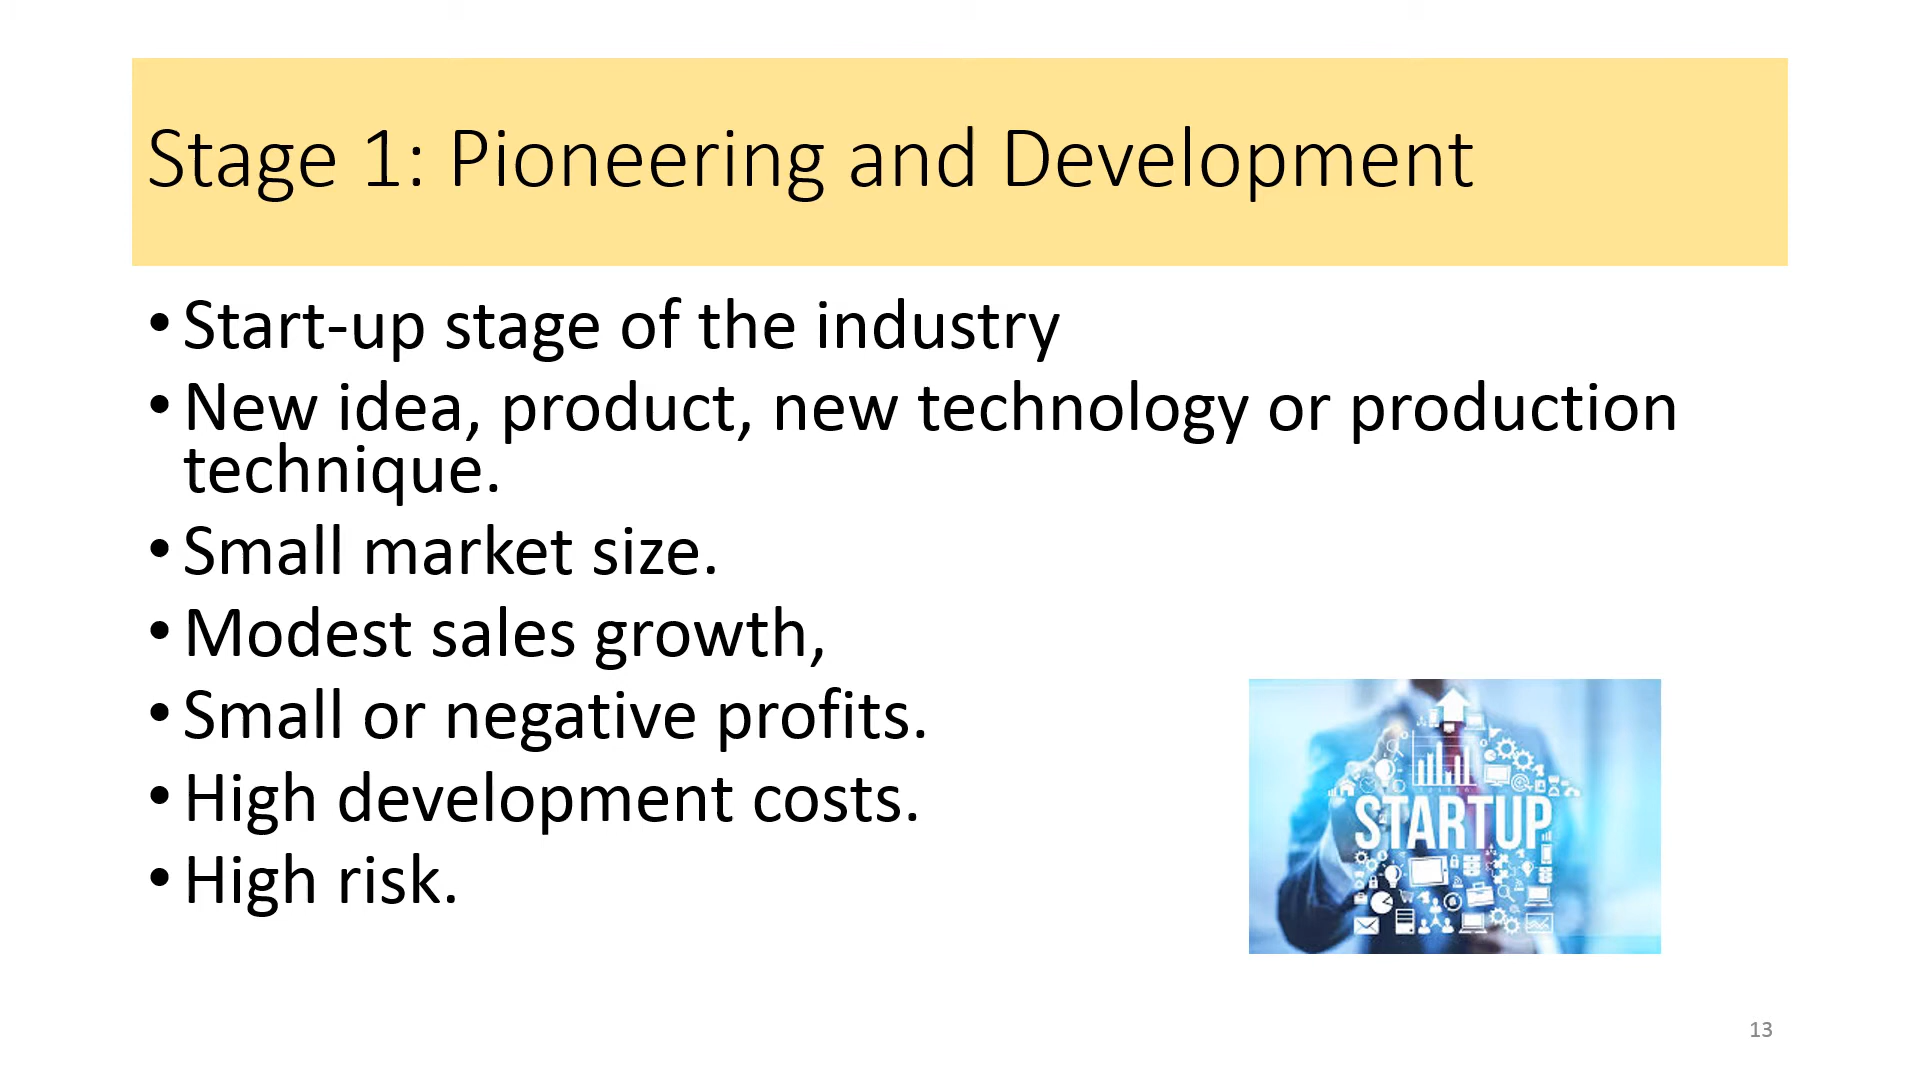 Stage 1: Pioneering and Development
• Start-up stage of the industry
• New idea, product, new technology or production
technique.
• Small market size.
• Modest sales growth,
• Small or negative profits.
• High development costs.
• High risk.
STARTUP
13